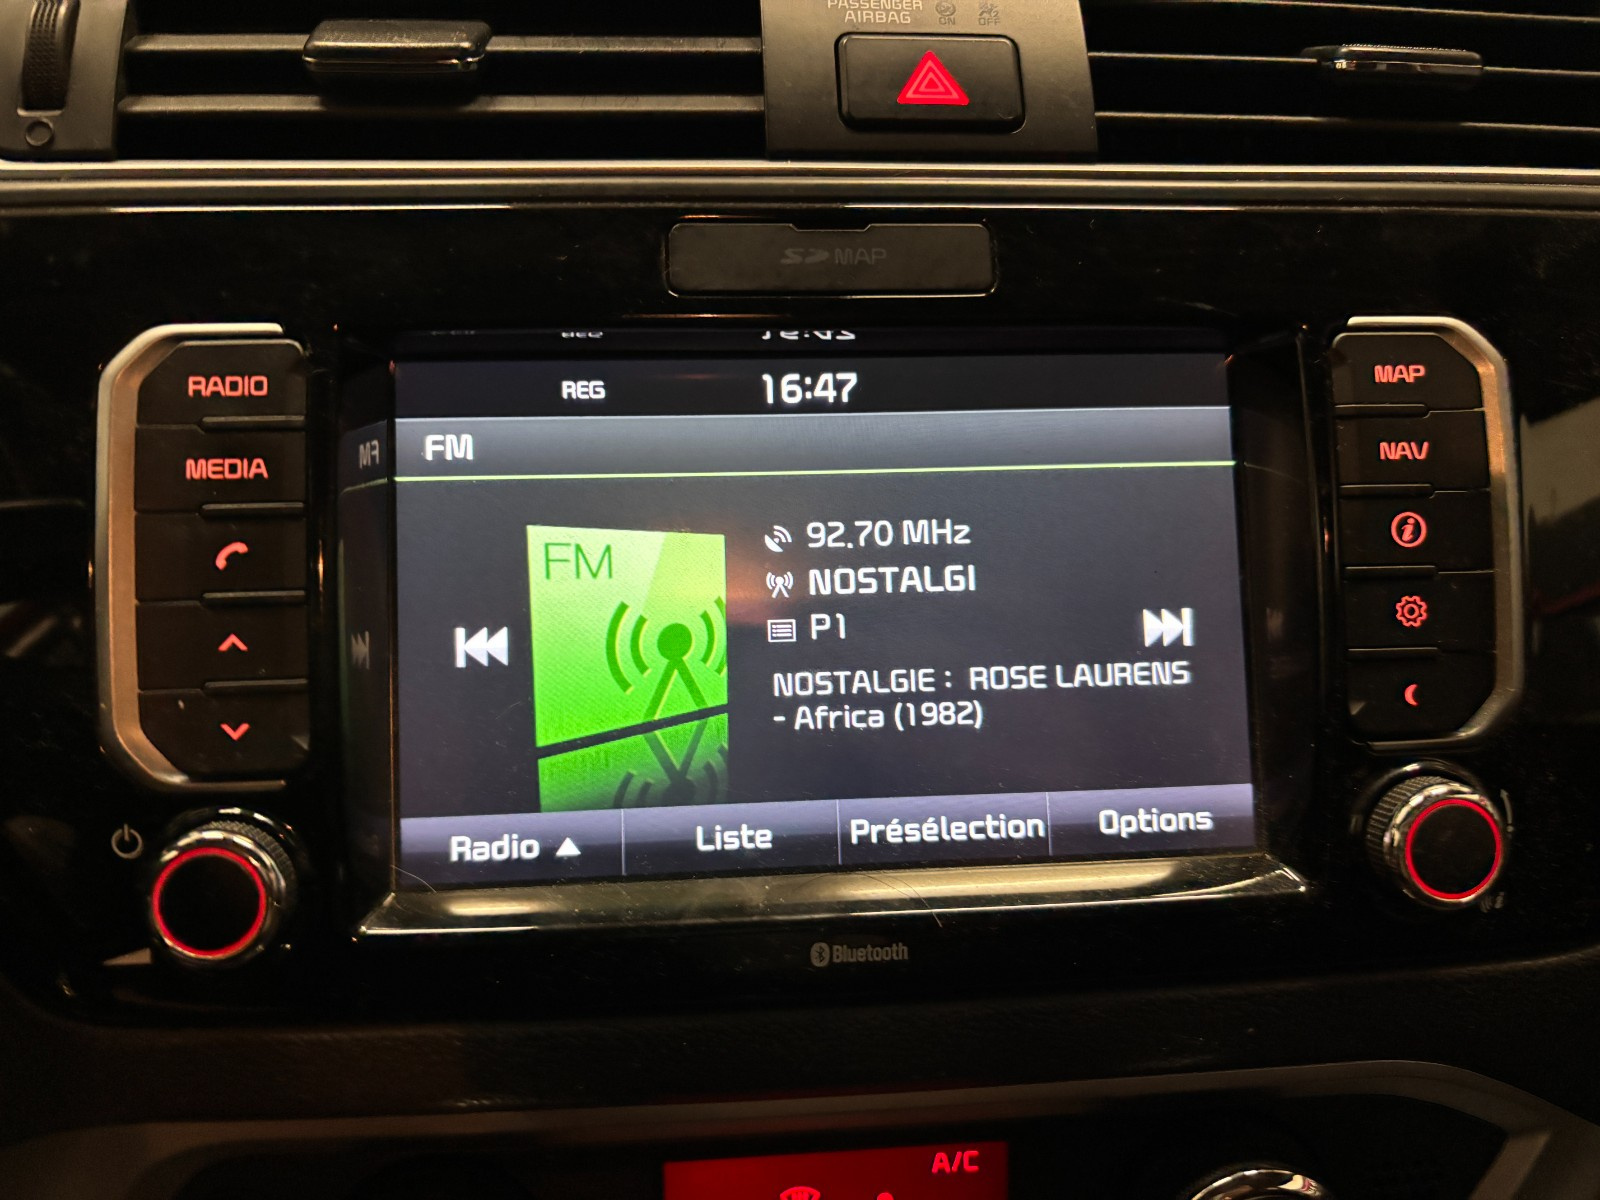 PASSENGER
AIRBAG
ON
OFF
SD MAP
RADIO
MEDIA
MAP
NAV
REG
16:47
FM
FM
92.70 MHz
NOSTALGI
P1
NOSTALGIE : ROSE LAURENS
- Africa (1982)
Radio
Liste
Présélection
Options
Bluetooth
A/C